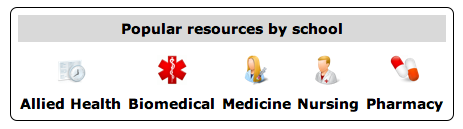 Popular resources by school
Allied Health Biomedical Medicine Nursing Pharmacy